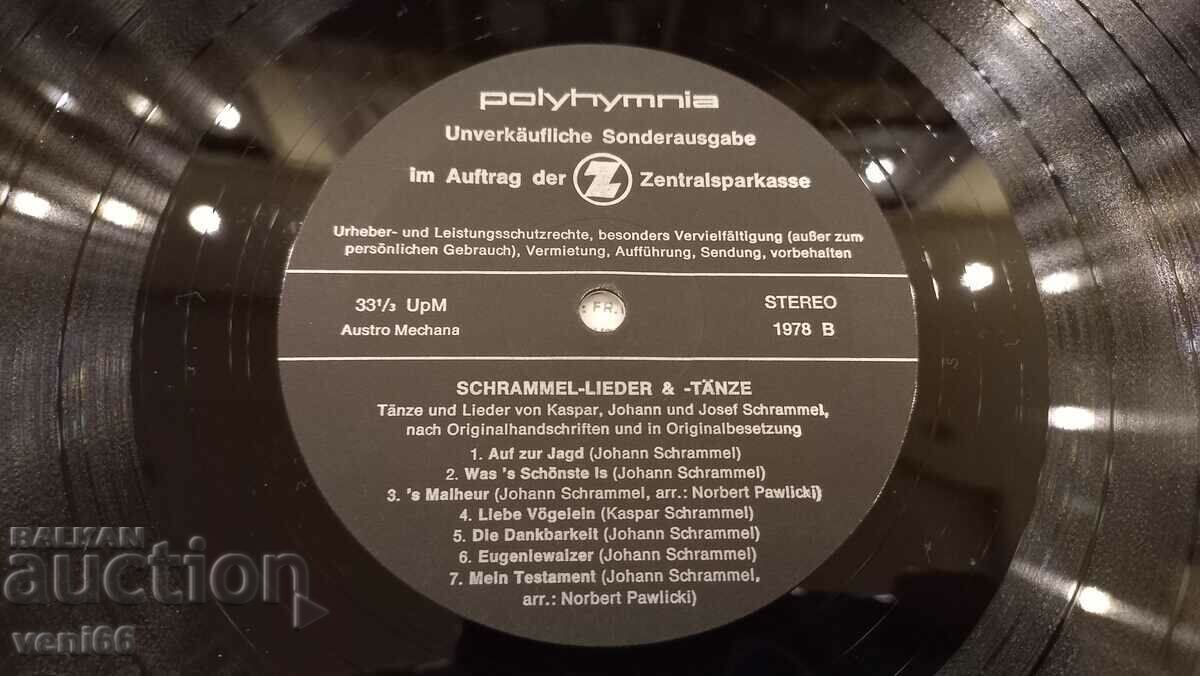 polyhymnia
Unverkäufliche Sonderausgabe
im Auftrag der Z Zentralsparkasse
Urheber- und Leistungsschutzrechte, besonders Vervielfältigung (außer zum
persönlichen Gebrauch), Vermietung, Aufführung, Sendung, vorbehalten
33 1/3 UpM
Austro Mechana
FR.
STEREO
1978 B
SCHRAMMEL-LIEDER & -TÄNZE
Tänze und Lieder von Kaspar, Johann und Josef Schrammel,
nach Originalhandschriften und in Originalbesetzung
1. Auf zur Jagd (Johann Schrammel)
2. Was 's Schönste is (Johann Schrammel)
3. 's Malheur (Johann Schrammel, arr.: Norbert Pawlicki)
4. Liebe Vögelein (Kaspar Schrammel)
5. Die Dankbarkeit (Johann Schrammel)
6. Eugeniewalzer (Johann Schrammel)
7. Mein Testament (Johann Schrammel,
arr.: Norbert Pawlicki)
BALKAN
auction
veni66